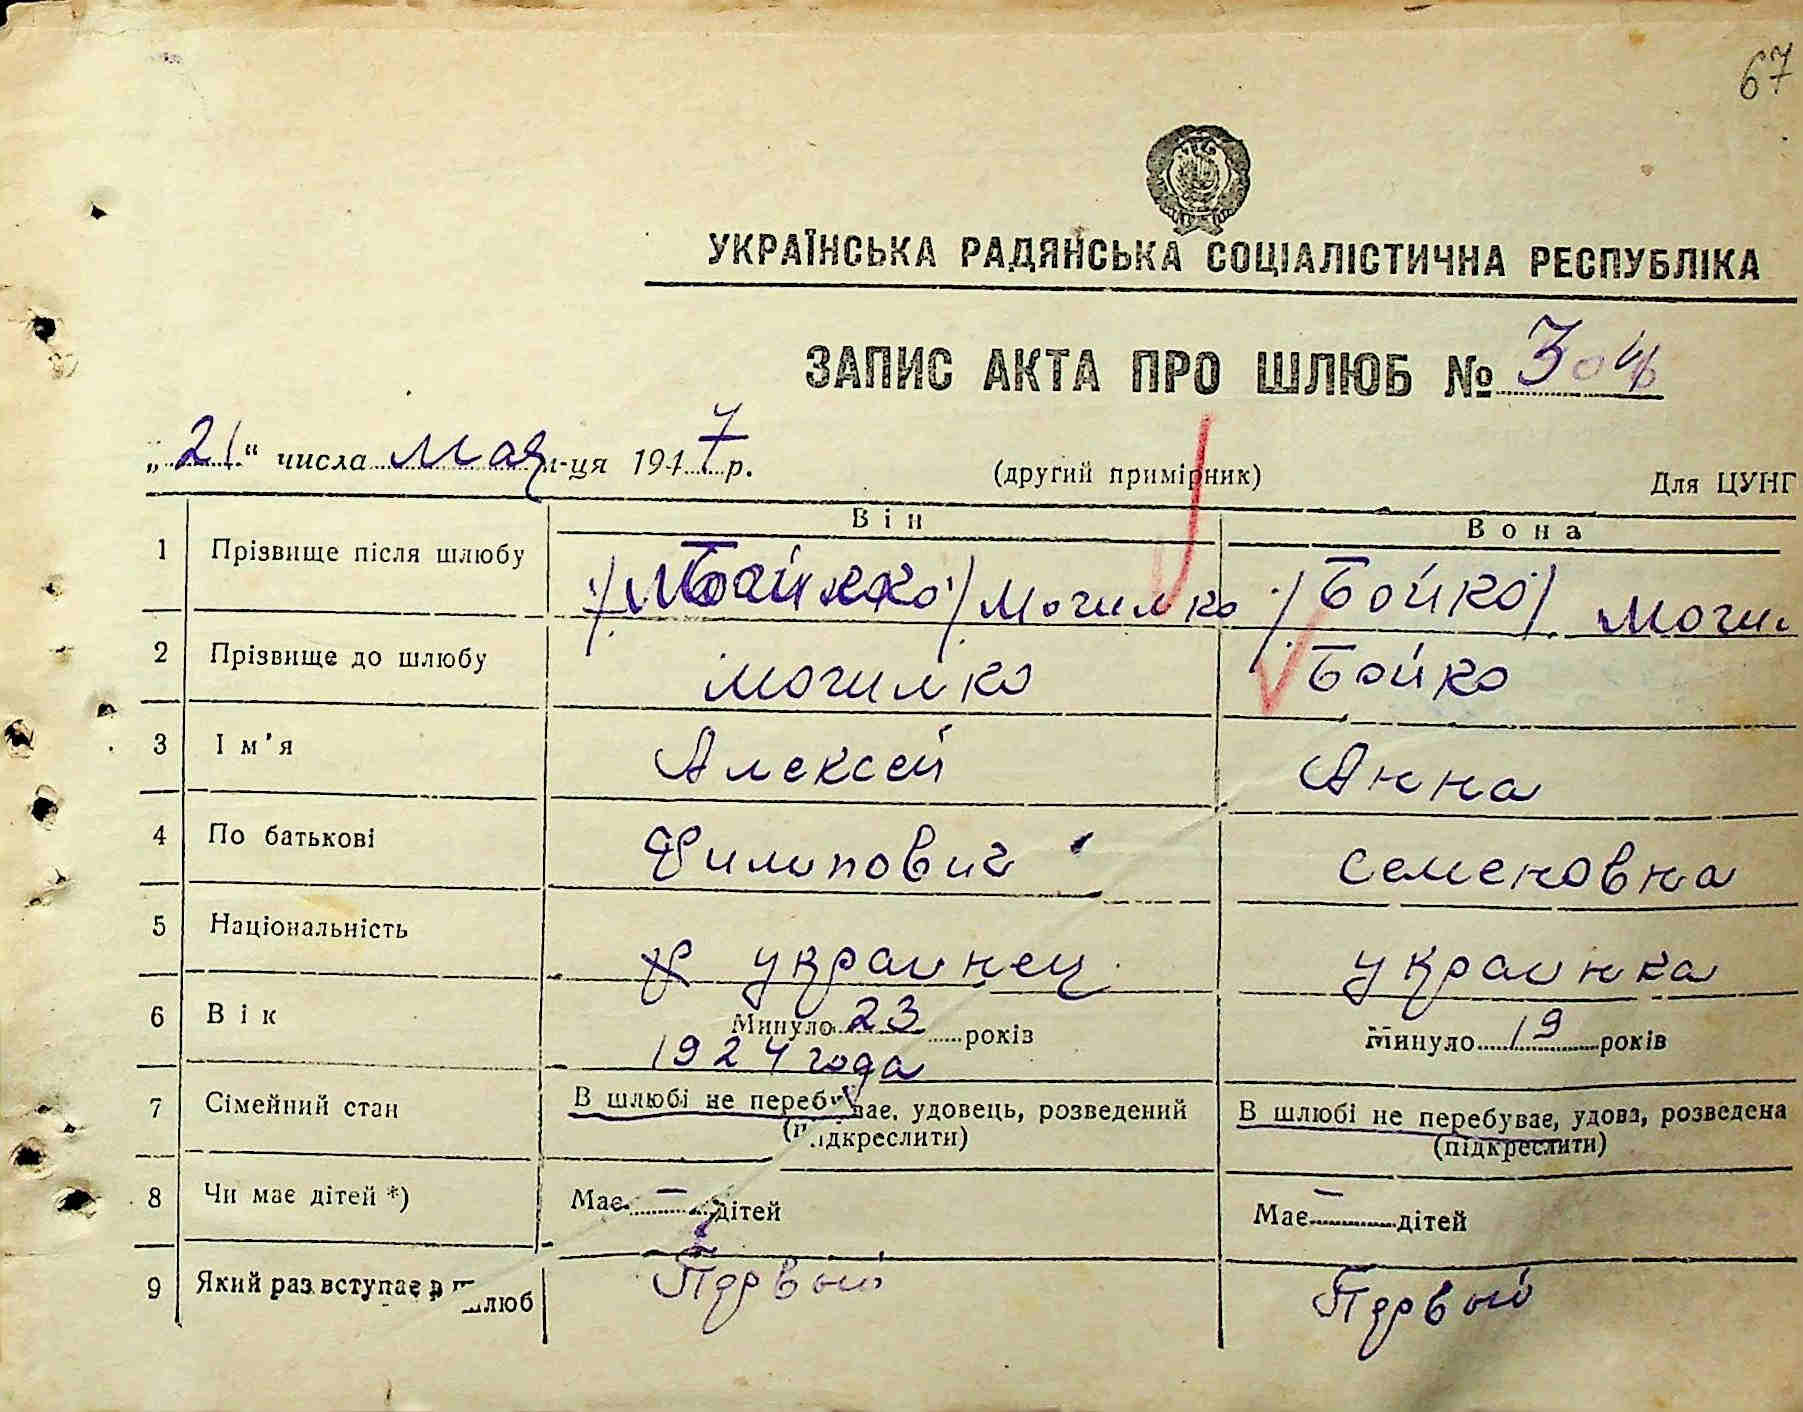 67
УКРАЇНСЬКА РАДЯНСЬКА СОЦІАЛІСТИЧНА РЕСПУБЛІКА
ЗАПИС АКТА ПРО ШЛЮБ № 304
„21“ числа мая м-ця 1947 р.
(другий примірник)
Для ЦУНГ
Він
Вона
1 Прізвище після шлюбу /Бойко/ Могилко /Бойко/ Могил
2 Прізвище до шлюбу Могилко Бойко
3 Ім'я Алексей Анна
4 По батькові Филипович Семеновна
5 Національність украинец украинка
6 Вік Минуло 23 років Минуло 19 років
1924 года
7 Сімейний стан В шлюбі не перебуває, удовець, розведений В шлюбі не перебуває, удова, розведена
(підкреслити) (підкреслити)
8 Чи має дітей *) Має — дітей Має — дітей
9 Який раз вступає в шлюб Первый Первый